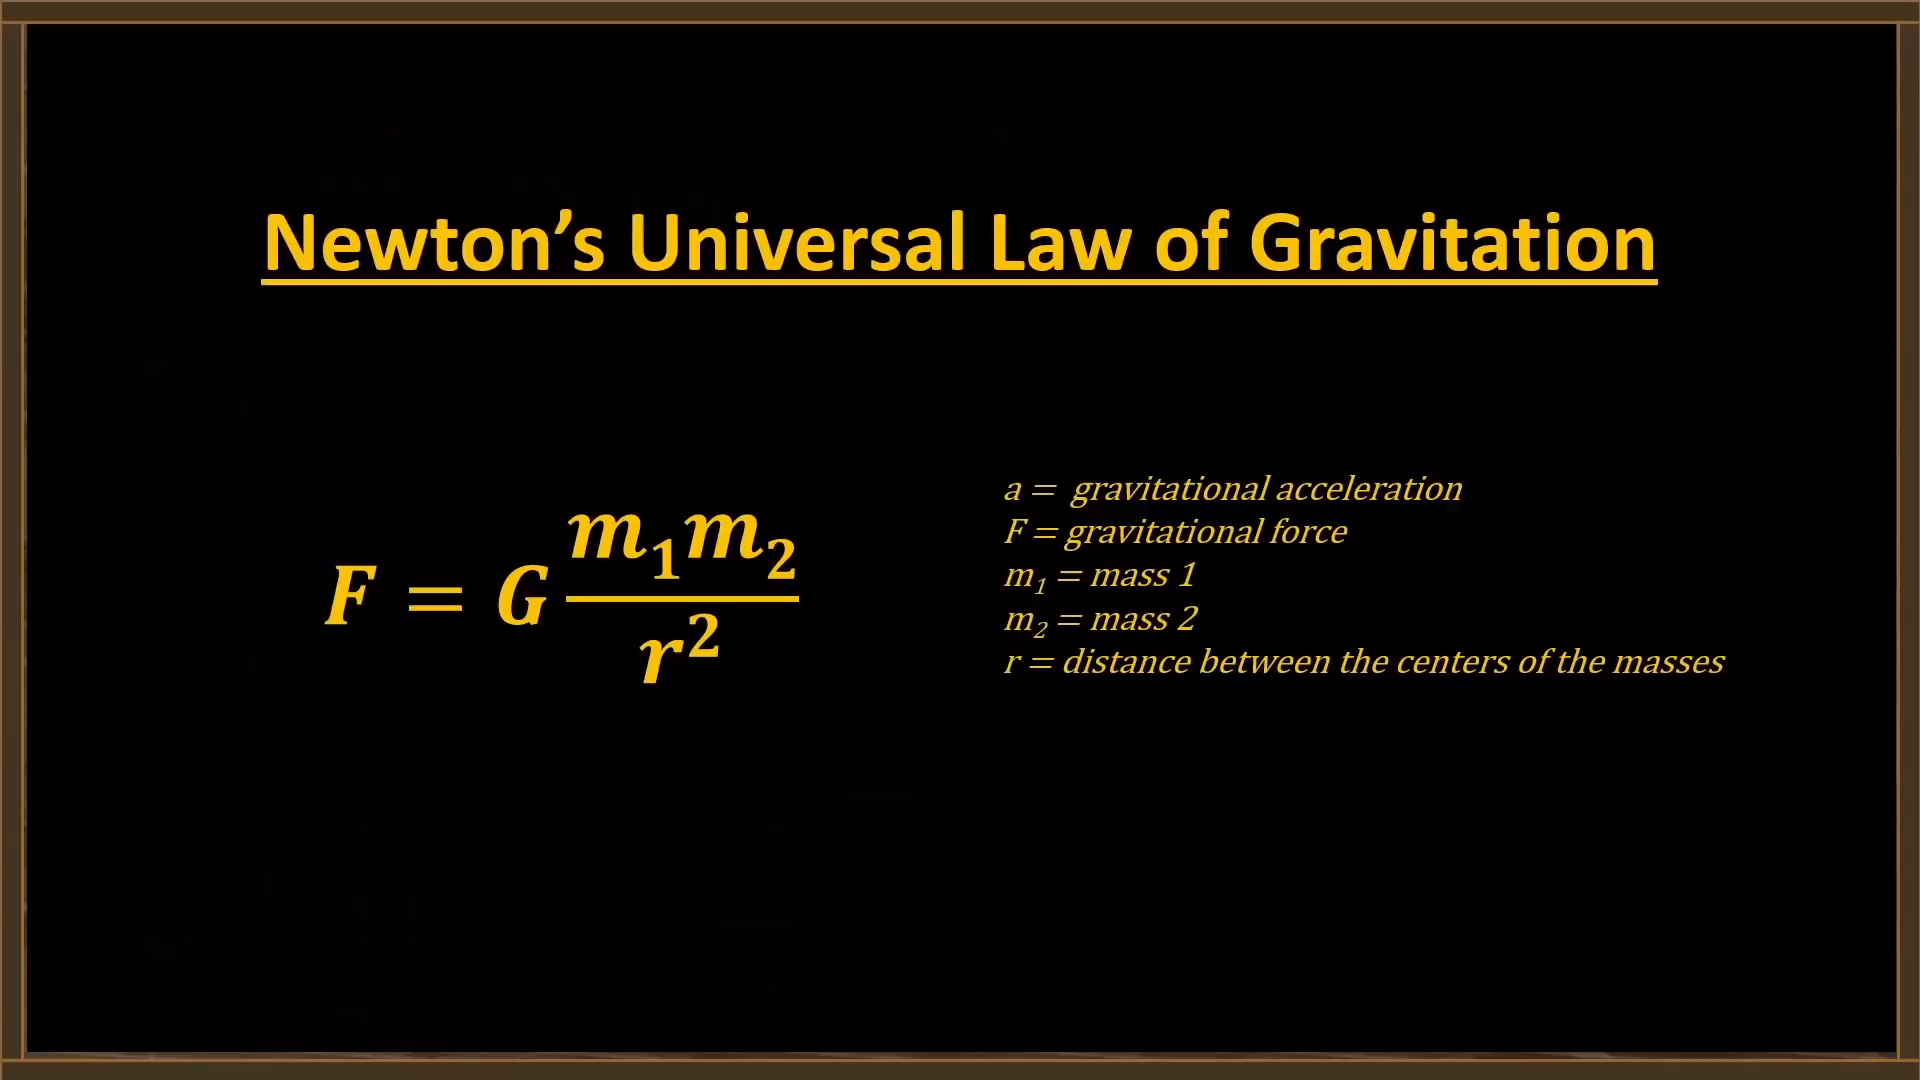 Newton’s Universal Law of Gravitation
F = G m₁m₂ / r²
a = gravitational acceleration
F = gravitational force
m₁ = mass 1
m₂ = mass 2
r = distance between the centers of the masses